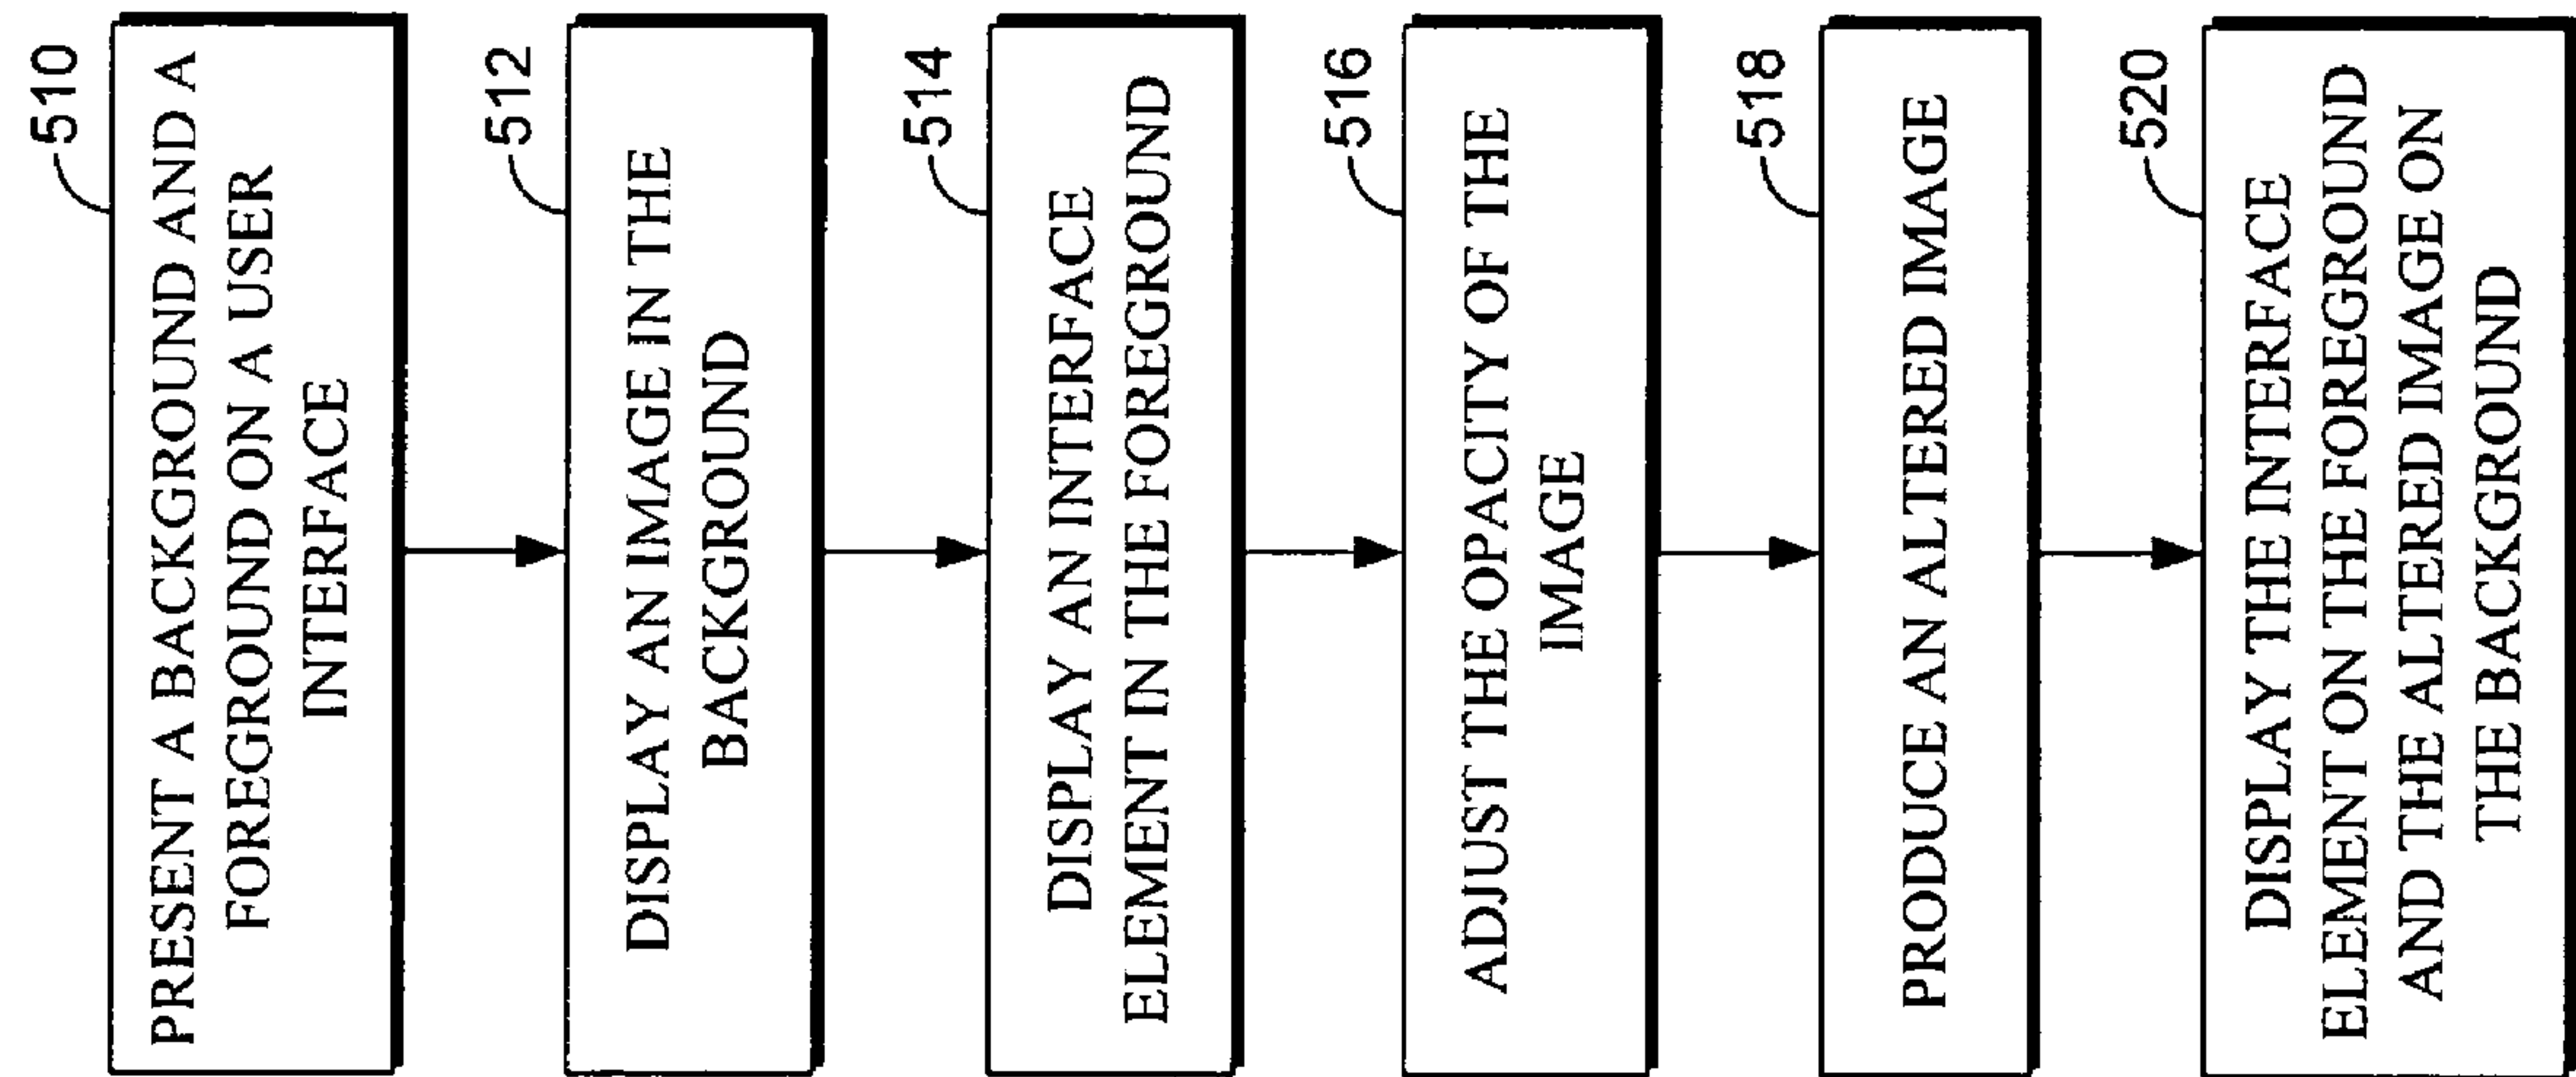 510
PRESENT A BACKGROUND AND A
FOREGROUND ON A USER
INTERFACE
512
DISPLAY AN IMAGE IN THE
BACKGROUND
514
DISPLAY AN INTERFACE
ELEMENT IN THE FOREGROUND
516
ADJUST THE OPACITY OF THE
IMAGE
518
PRODUCE AN ALTERED IMAGE
520
DISPLAY THE INTERFACE
ELEMENT ON THE FOREGROUND
AND THE ALTERED IMAGE ON
THE BACKGROUND